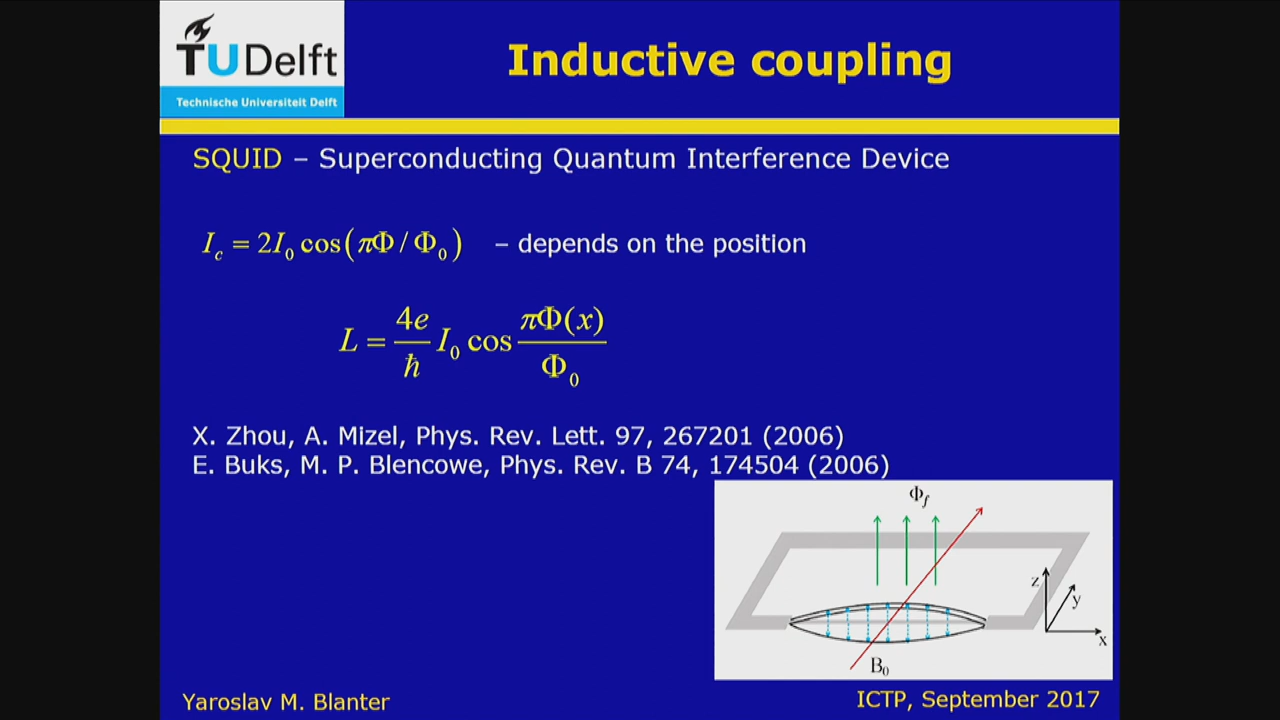 TU Delft
Technische Universiteit Delft
Inductive coupling
SQUID – Superconducting Quantum Interference Device
I_c = 2I_0 cos(πΦ / Φ_0) – depends on the position
L = 4e/ħ I_0 cos πΦ(x)/Φ_0
X. Zhou, A. Mizel, Phys. Rev. Lett. 97, 267201 (2006)
E. Buks, M. P. Blencowe, Phys. Rev. B 74, 174504 (2006)
Φ_f
z
y
x
B_0
Yaroslav M. Blanter
ICTP, September 2017